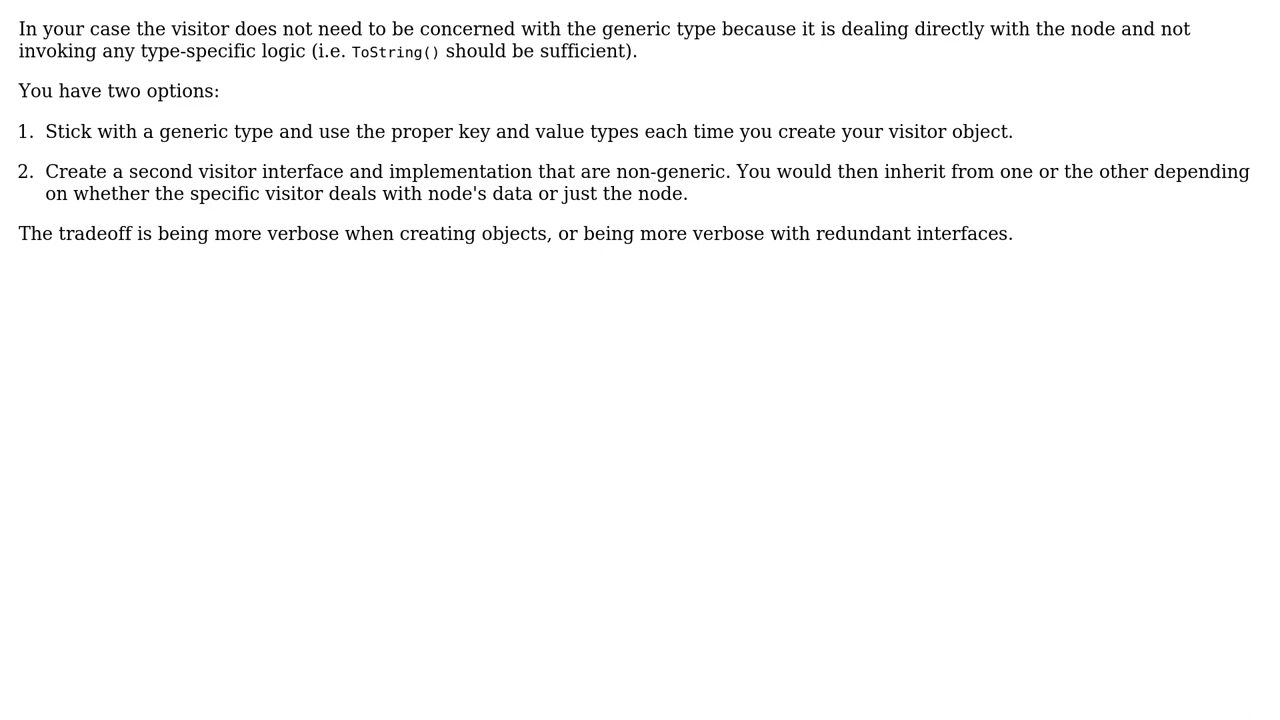 In your case the visitor does not need to be concerned with the generic type because it is dealing directly with the node and not
invoking any type-specific logic (i.e. ToString() should be sufficient).
You have two options:
1. Stick with a generic type and use the proper key and value types each time you create your visitor object.
2. Create a second visitor interface and implementation that are non-generic. You would then inherit from one or the other depending
on whether the specific visitor deals with node's data or just the node.
The tradeoff is being more verbose when creating objects, or being more verbose with redundant interfaces.